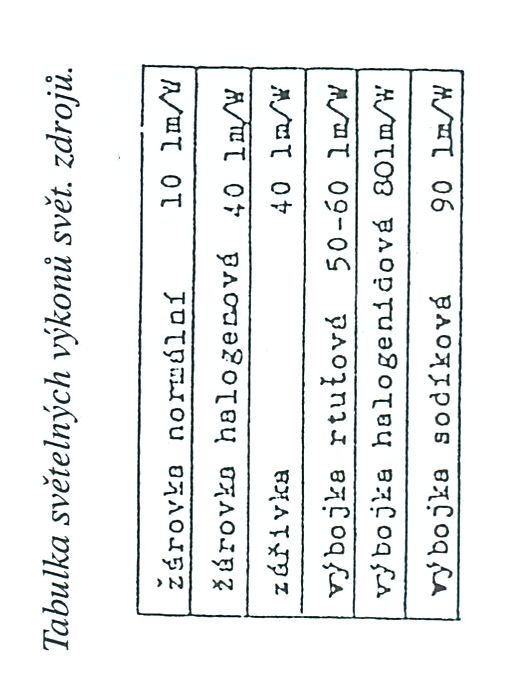 Tabulka světelných výkonů svět. zdrojů.
žárovka normální 10 lm/W
žárovka halogenová 40 lm/W
zářivka 40 lm/W
výbojka rtuťová 50-60 lm/W
výbojka halogenidová 80lm/W
výbojka sodíková 90 lm/W